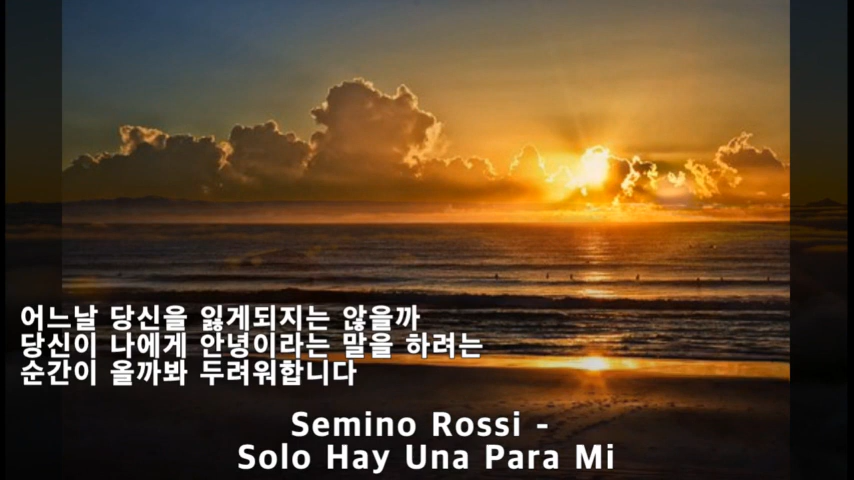 어느날 당신을 잃게되지는 않을까
당신이 나에게 안녕이라는 말을 하려는
순간이 올까봐 두려워합니다
Semino Rossi -
Solo Hay Una Para Mi